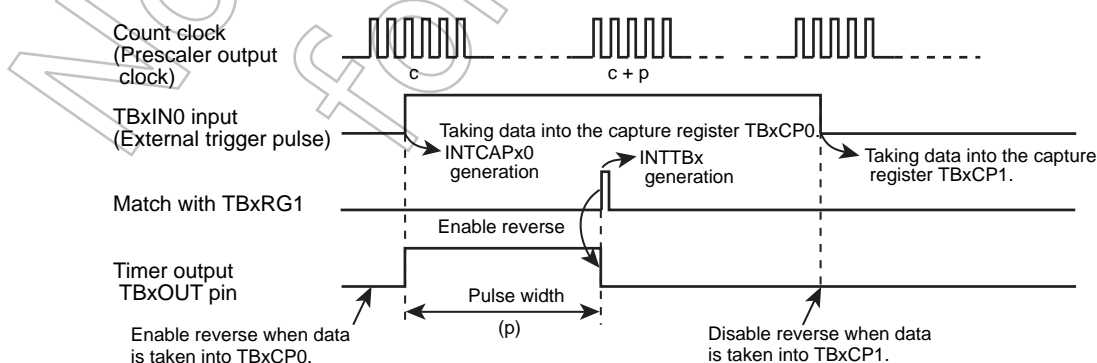 Count clock
(Prescaler output
clock)
c
c + p
TBxIN0 input
(External trigger pulse)
Taking data into the capture register TBxCP0.
INTCAPx0
generation
INTTBx
generation
Taking data into the capture
register TBxCP1.
Match with TBxRG1
Enable reverse
Timer output
TBxOUT pin
Pulse width
(p)
Enable reverse when data
is taken into TBxCP0.
Disable reverse when data
is taken into TBxCP1.